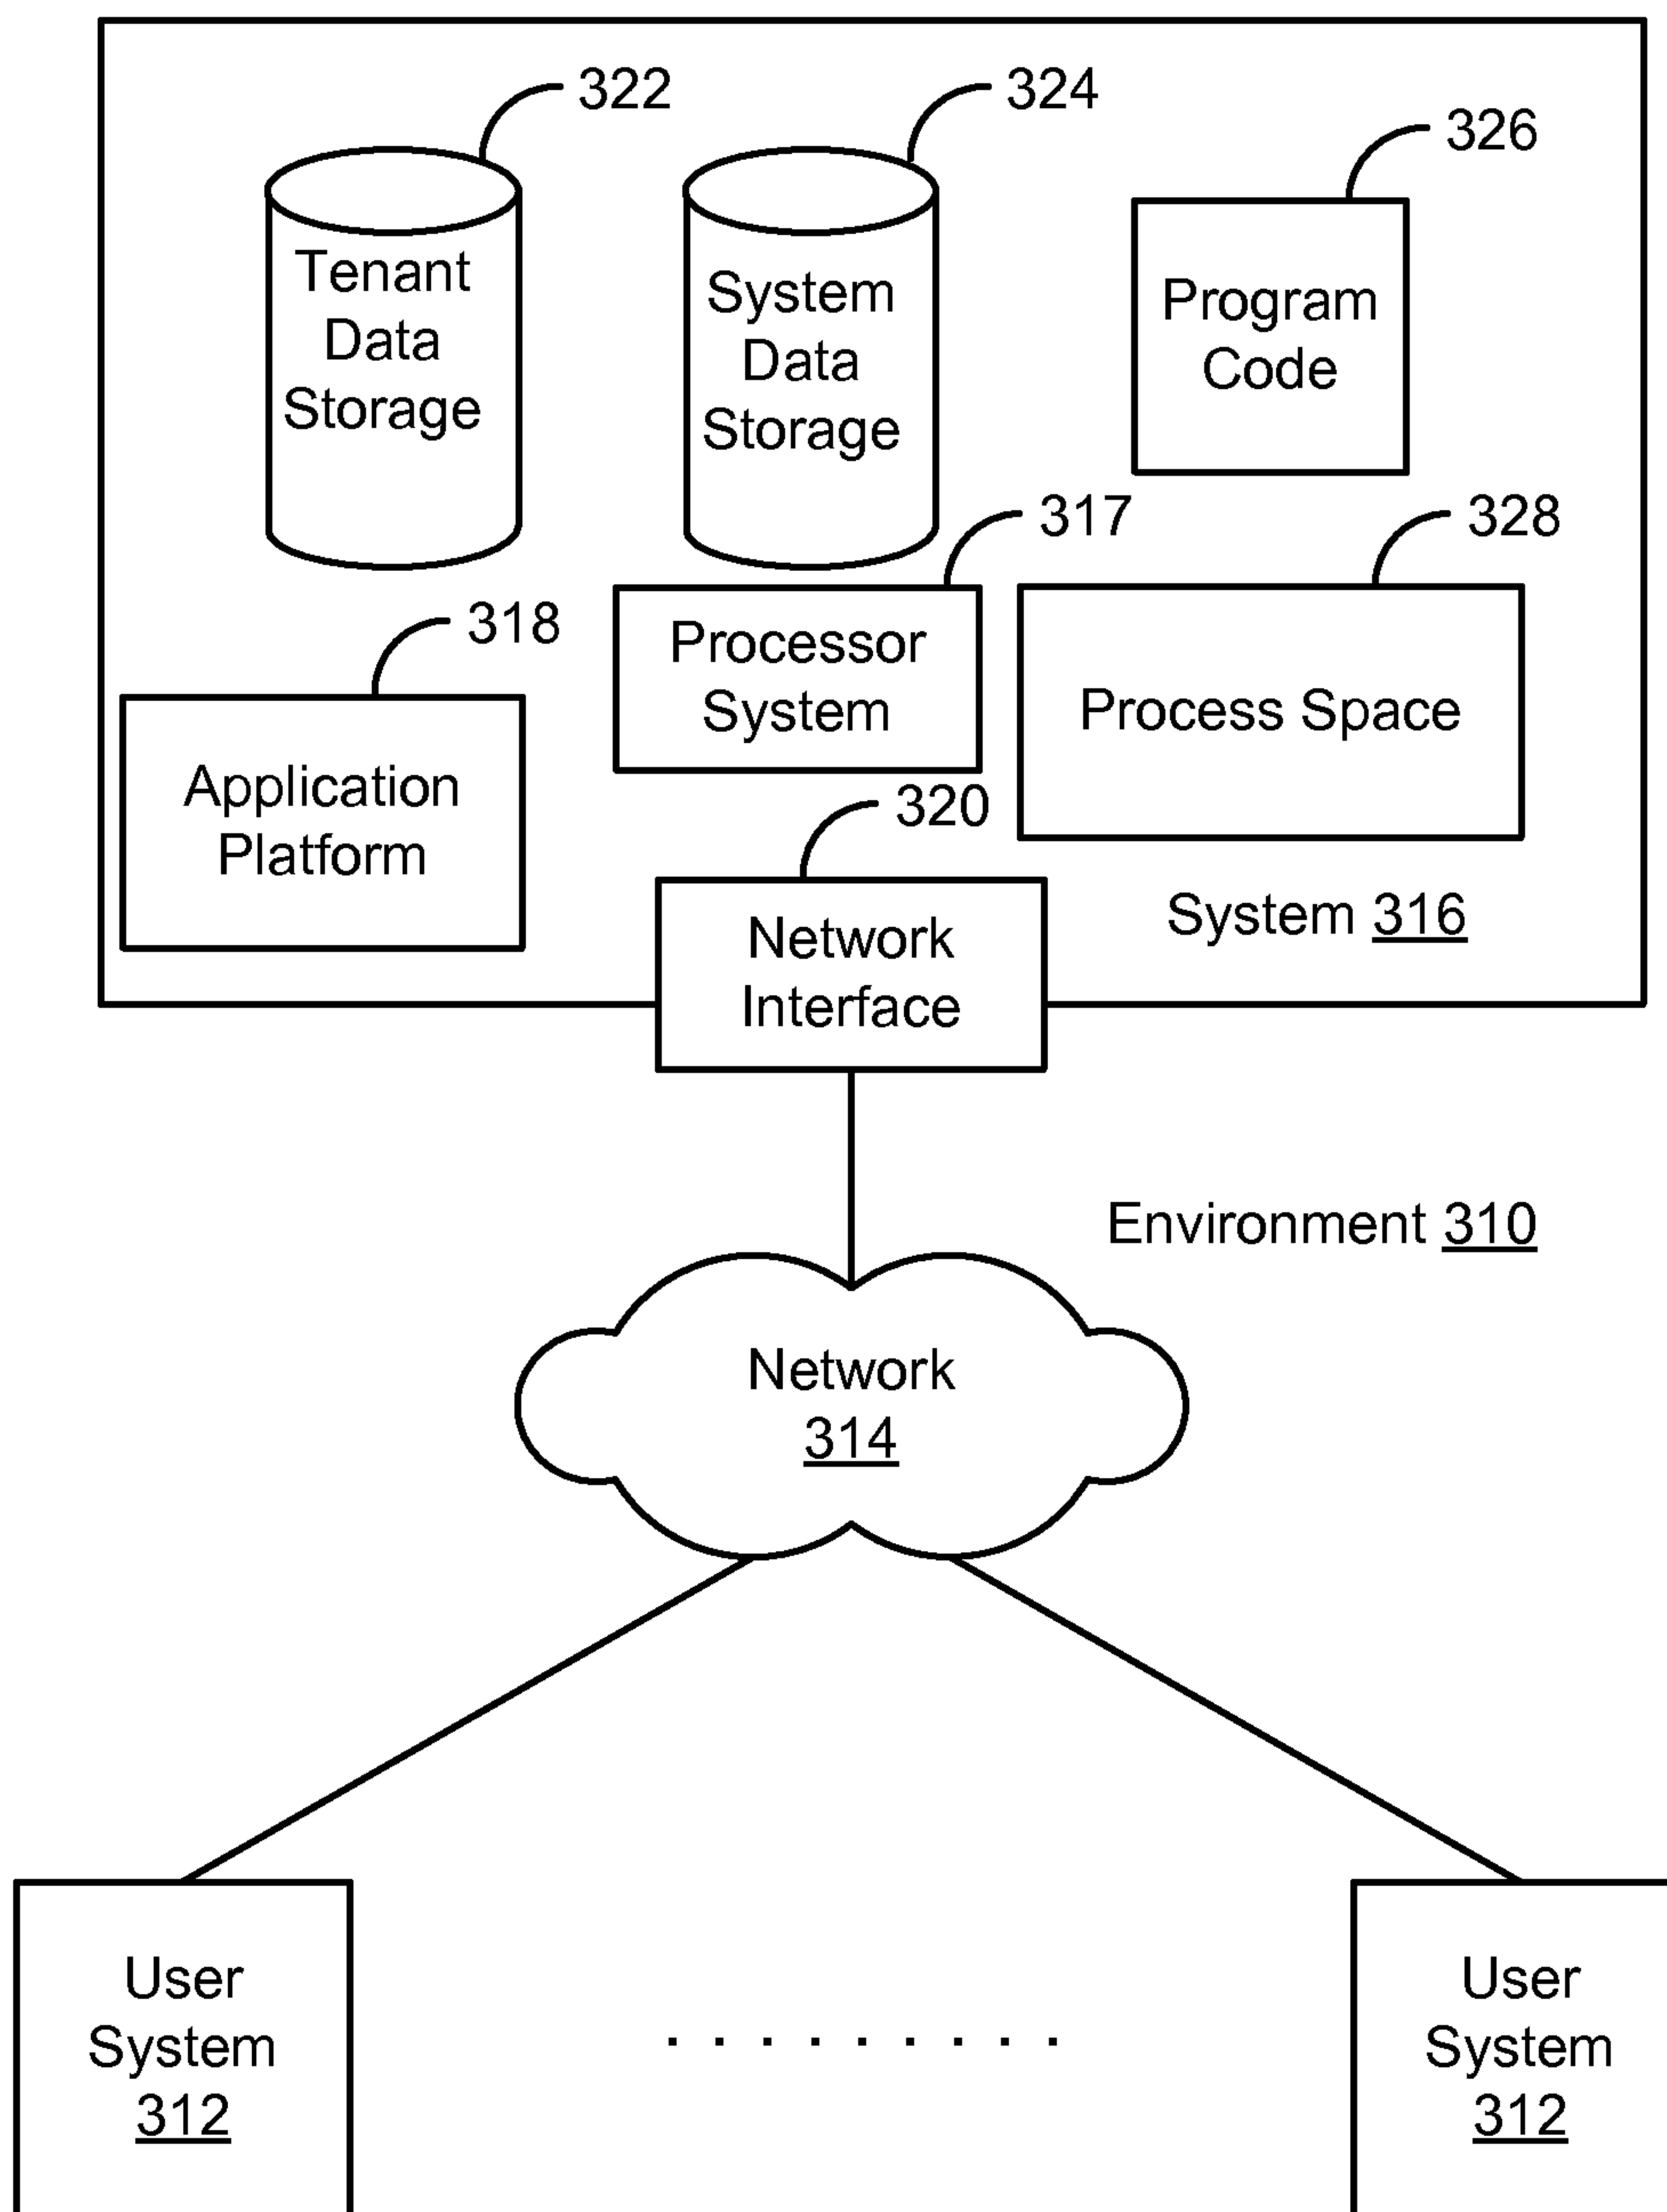 322
324
326
Tenant
Data
Storage
System
Data
Storage
Program
Code
317
328
318
Processor
System
Process Space
Application
Platform
320
Network
Interface
System 316
Environment 310
Network
314
User
System
312
. . . . . . . . .
User
System
312